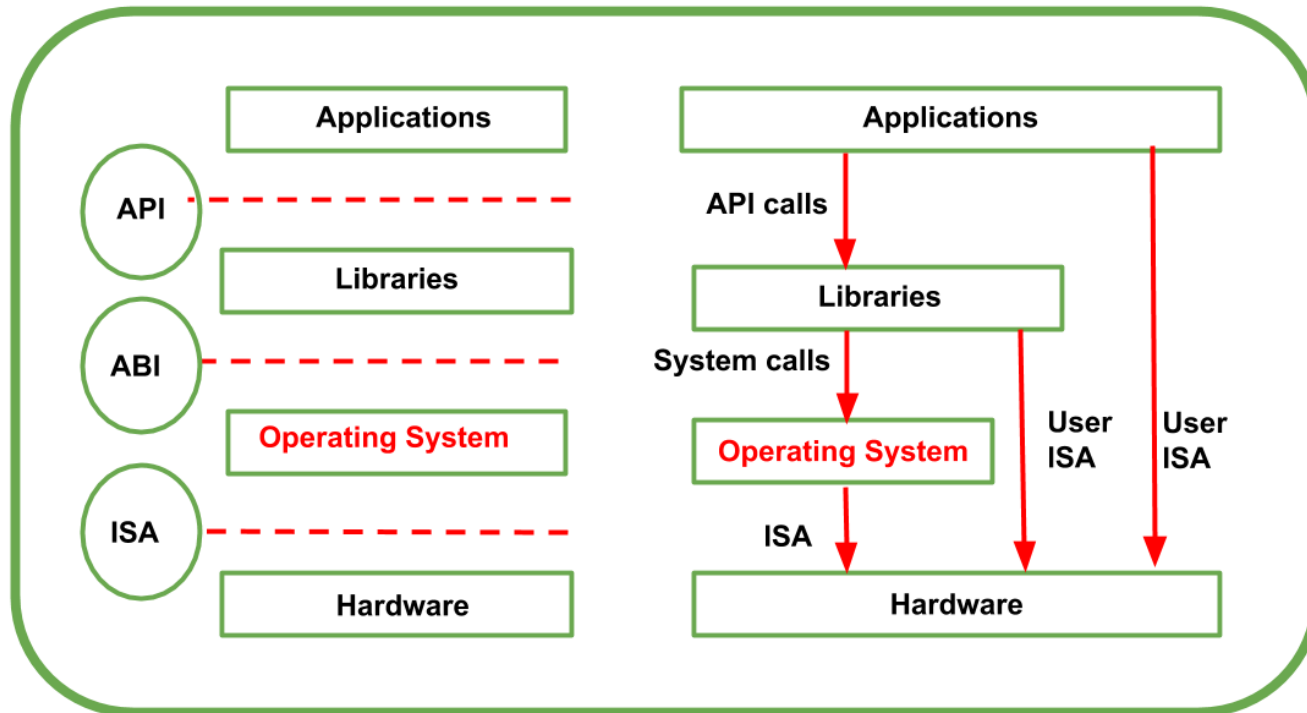 Applications
API
Libraries
ABI
Operating System
ISA
Hardware
Applications
API calls
Libraries
System calls
Operating System
User
ISA
User
ISA
ISA
Hardware